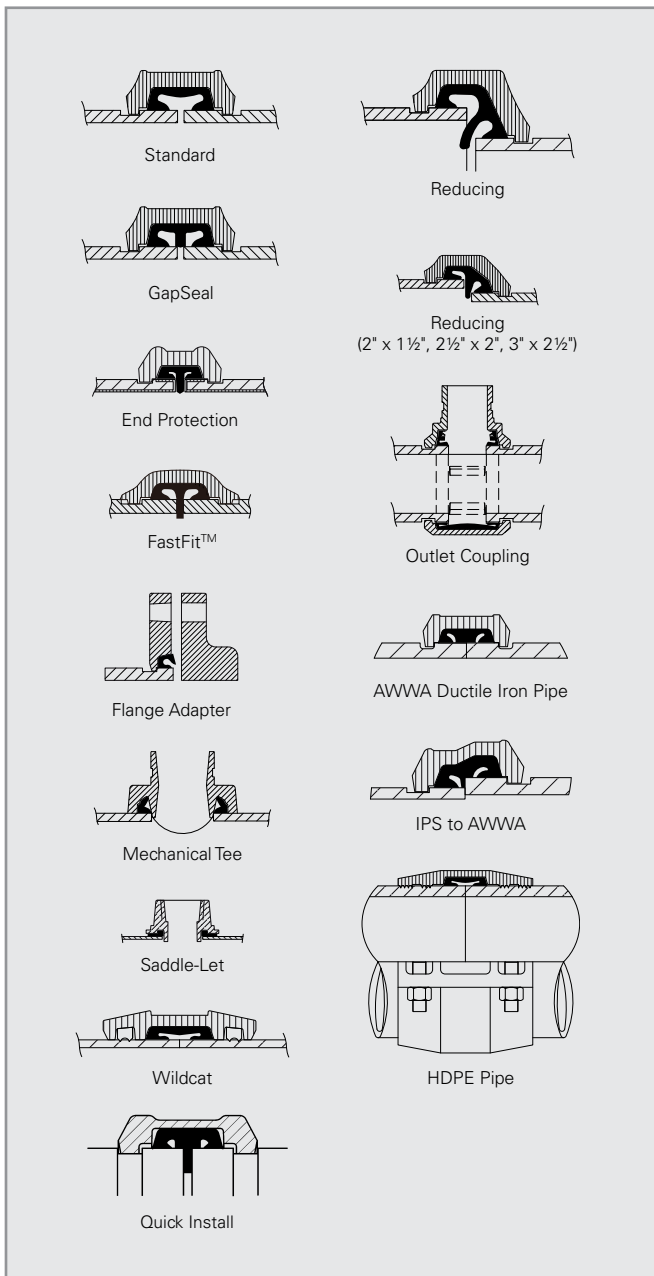 Standard
GapSeal
End Protection
FastFit™
Flange Adapter
Mechanical Tee
Saddle-Let
Wildcat
Quick Install
Reducing
Reducing
(2" x 1½", 2½" x 2", 3" x 2½")
Outlet Coupling
AWWA Ductile Iron Pipe
IPS to AWWA
HDPE Pipe